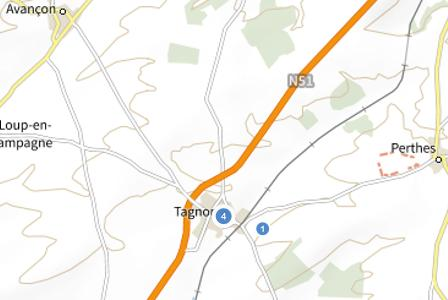 Avançon
N51
Loup-en-
ampagne
Perthes
Tagnon
4
1